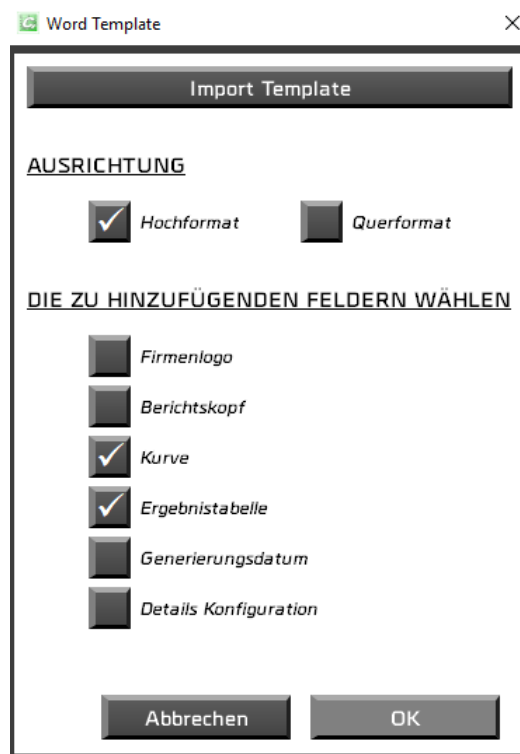 Word Template
Import Template
AUSRICHTUNG
Hochformat Querformat
DIE ZU HINZUFÜGENDEN FELDERN WÄHLEN
Firmenlogo
Berichtskopf
Kurve
Ergebnistabelle
Generierungsdatum
Details Konfiguration
Abbrechen OK